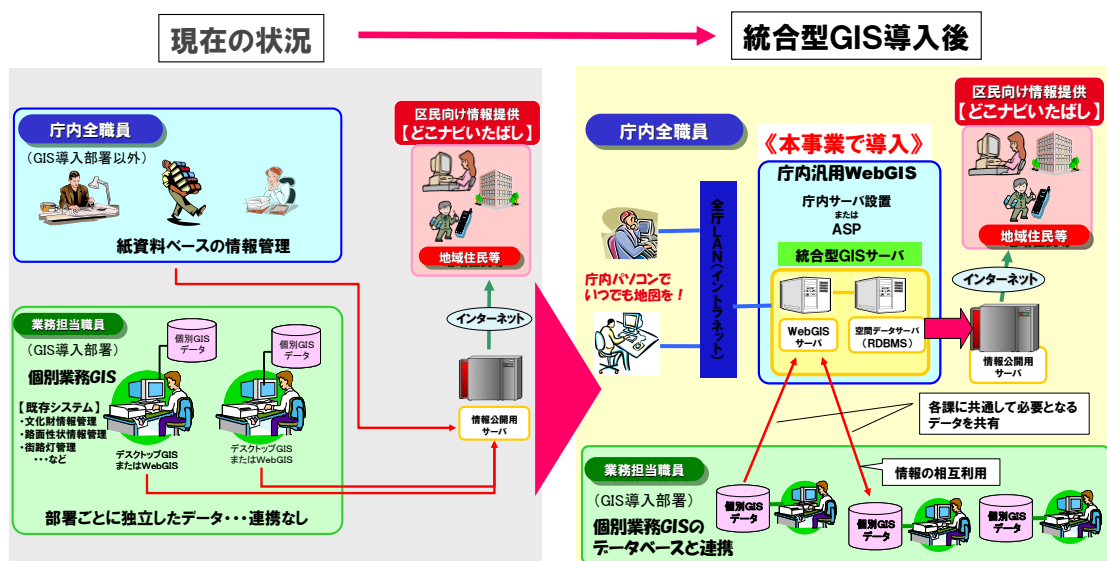 現在の状況
統合型GIS導入後
庁内全職員
(GIS導入部署以外)
紙資料ベースの情報管理
区民向け情報提供
【どこナビいたばし】
地域住民等
インターネット
情報公開用
サーバ
業務担当職員
(GIS導入部署)
個別業務GIS
【既存システム】
・文化財情報管理
・路面性状情報管理
・街路灯管理
・・・など
個別GIS
データ
個別GIS
データ
デスクトップGIS
またはWebGIS
デスクトップGIS
またはWebGIS
部署ごとに独立したデータ・・・連携なし
庁内全職員
庁内パソコンで
いつでも地図を!
全庁LAN(イントラネット)
《本事業で導入》
庁内汎用WebGIS
庁内サーバ設置
または
ASP
統合型GISサーバ
WebGIS
サーバ
空間データサーバ
(RDBMS)
区民向け情報提供
【どこナビいたばし】
地域住民等
インターネット
情報公開用
サーバ
各課に共通して必要となる
データを共有
情報の相互利用
業務担当職員
(GIS導入部署)
個別業務GISの
データベースと連携
個別GIS
データ
個別GIS
データ
個別GIS
データ